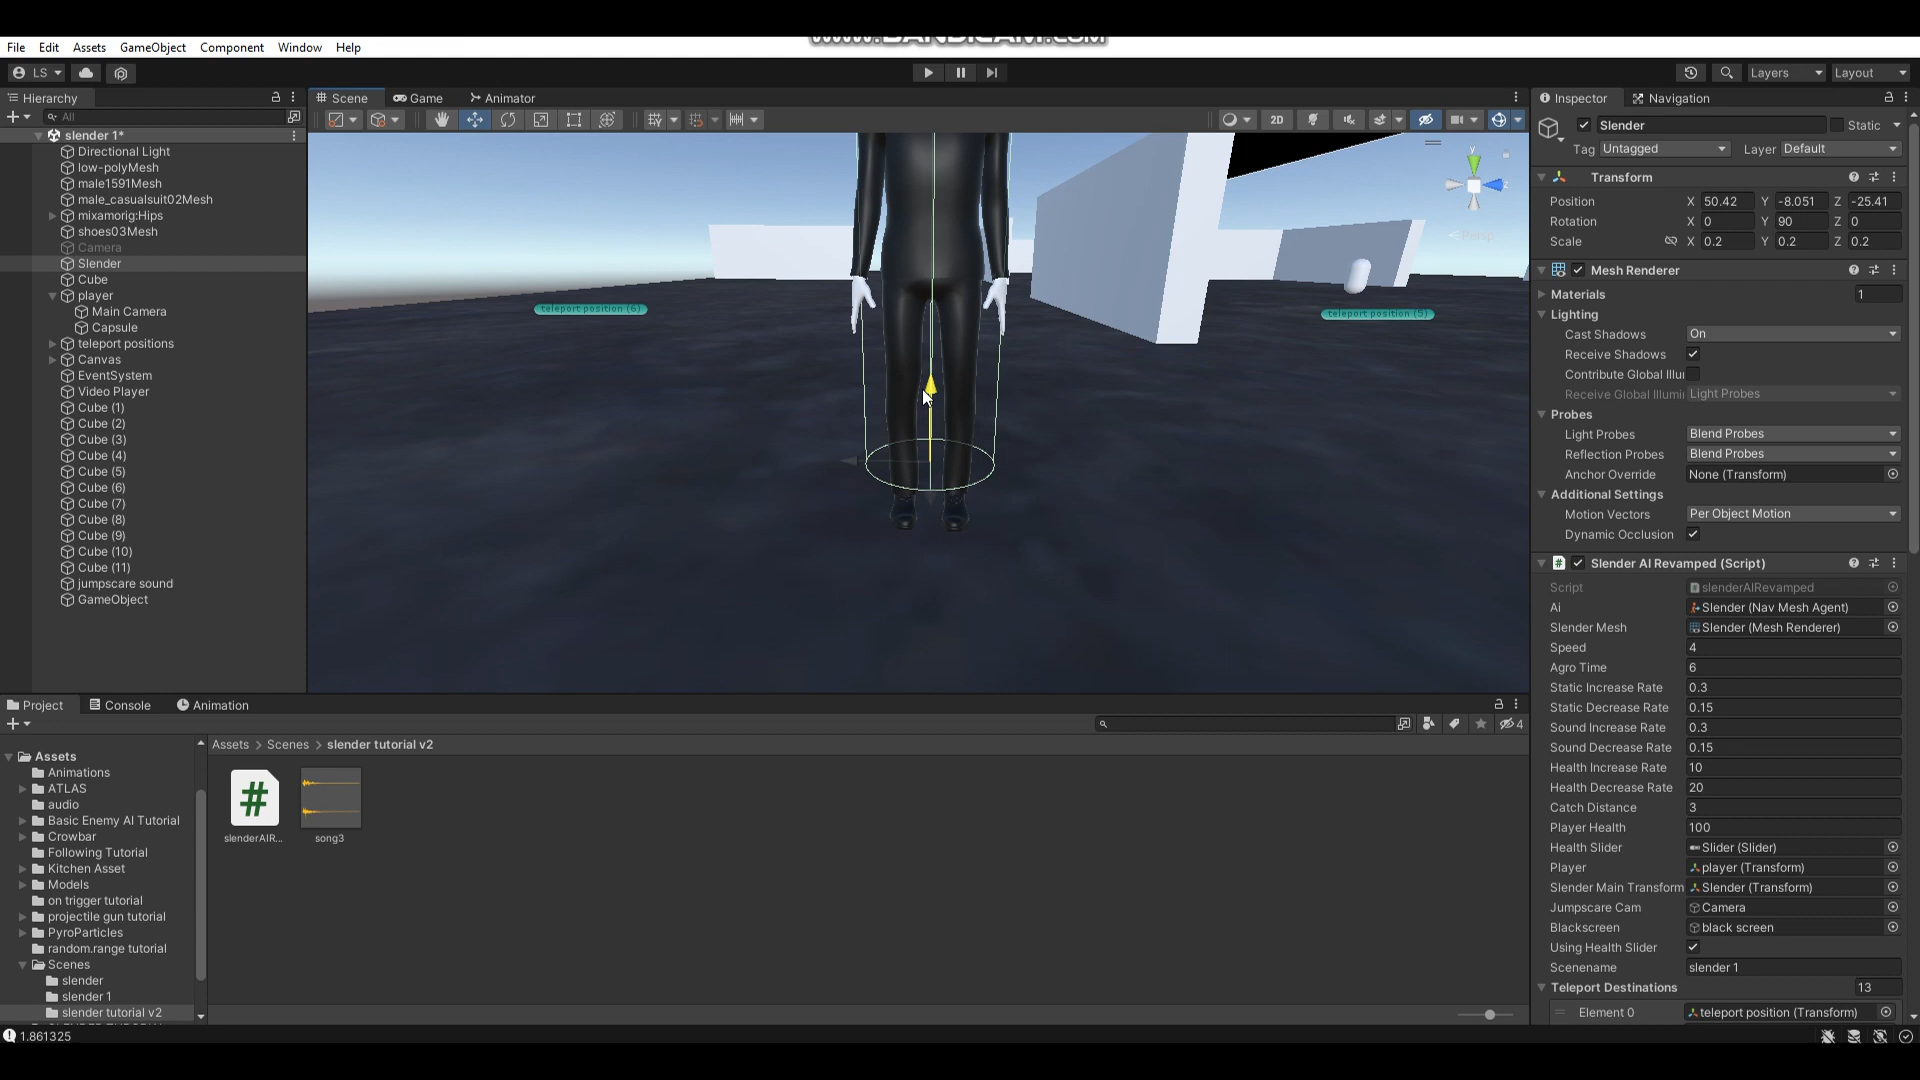 www.BANDICAM.com
File Edit Assets GameObject Component Window Help
LS
Layers Layout
Hierarchy
All
slender 1*
Directional Light
low-polyMesh
male1591Mesh
male_casualsuit02Mesh
mixamorig:Hips
shoes03Mesh
Camera
Slender
Cube
player
Main Camera
Capsule
teleport positions
Canvas
EventSystem
Video Player
Cube (1)
Cube (2)
Cube (3)
Cube (4)
Cube (5)
Cube (6)
Cube (7)
Cube (8)
Cube (9)
Cube (10)
Cube (11)
jumpscare sound
GameObject
Scene Game Animator
2D
y
z
Persp
teleport position (6)
teleport position (5)
Inspector Navigation
Slender Static
Tag Untagged Layer Default
Transform
Position X 50.42 Y -8.051 Z -25.41
Rotation X 0 Y 90 Z 0
Scale X 0.2 Y 0.2 Z 0.2
Mesh Renderer
Materials 1
Lighting
Cast Shadows On
Receive Shadows
Contribute Global Illu
Receive Global Illumi Light Probes
Probes
Light Probes Blend Probes
Reflection Probes Blend Probes
Anchor Override None (Transform)
Additional Settings
Motion Vectors Per Object Motion
Dynamic Occlusion
# Slender AI Revamped (Script)
Script slenderAIRevamped
Ai Slender (Nav Mesh Agent)
Slender Mesh Slender (Mesh Renderer)
Speed 4
Agro Time 6
Static Increase Rate 0.3
Static Decrease Rate 0.15
Sound Increase Rate 0.3
Sound Decrease Rate 0.15
Health Increase Rate 10
Health Decrease Rate 20
Catch Distance 3
Player Health 100
Health Slider Slider (Slider)
Player player (Transform)
Slender Main Transform Slender (Transform)
Jumpscare Cam Camera
Blackscreen black screen
Using Health Slider
Scenename slender 1
Teleport Destinations 13
Element 0 teleport position (Transform)
Project Console Animation
4
Assets
Animations
ATLAS
audio
Basic Enemy AI Tutorial
Crowbar
Following Tutorial
Kitchen Asset
Models
on trigger tutorial
projectile gun tutorial
PyroParticles
random.range tutorial
Scenes
slender
slender 1
slender tutorial v2
Assets > Scenes > slender tutorial v2
#
slenderAIR... song3
1.861325